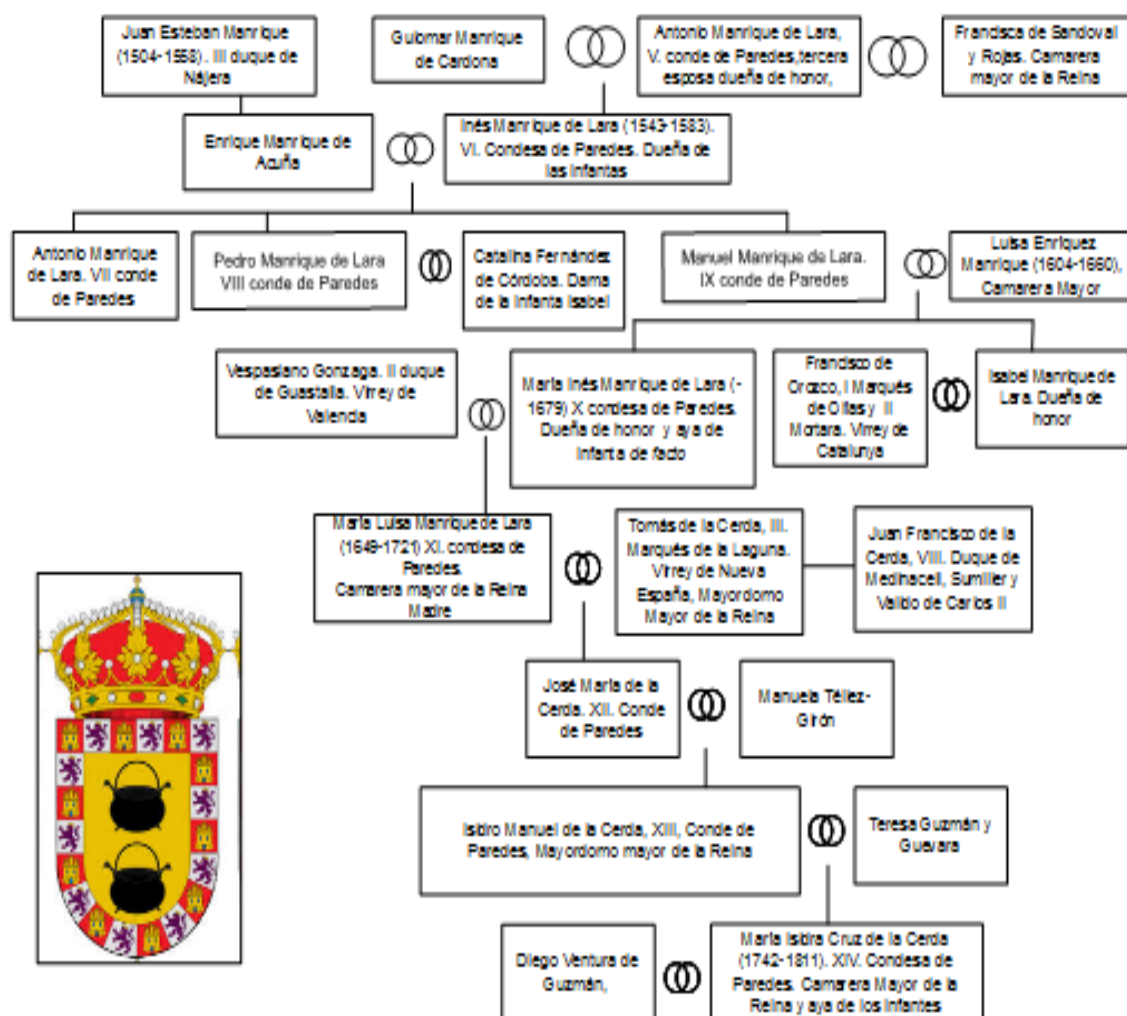 Juan Esteban Manrique
(1504-1558). III duque de
Nájera
Guiomar Manrique
de Cardona
Antonio Manrique de Lara,
V. conde de Paredes,tercera
esposa dueña de honor,
Francisca de Sandoval
y Rojas. Camarera
mayor de la Reina
Enrique Manrique de
Acuña
Inés Manrique de Lara (1543-1583).
VI. Condesa de Paredes. Dueña de
las Infantas
Antonio Manrique
de Lara. VII conde
de Paredes
Pedro Manrique de Lara
VIII conde de Paredes
Catalina Fernández
de Córdoba. Dama
de la Infanta Isabel
Manuel Manrique de Lara.
IX conde de Paredes
Luisa Enríquez
Manrique (1604-1660),
Camarera Mayor
Vespasiano Gonzaga. II duque
de Guastalla. Virrey de
Valencia
María Inés Manrique de Lara (-
1679) X condesa de Paredes.
Dueña de honor y aya de
Infanta de facto
Francisco de
Orozco, I Marqués
de Olías y II
Mortara. Virrey de
Catalunya
Isabel Manrique de
Lara. Dueña de
honor
María Luisa Manrique de Lara
(1649-1721) XI. condesa de
Paredes.
Camarera mayor de la Reina
Madre
Tomás de la Cerda, III.
Marqués de la Laguna.
Virrey de Nueva
España, Mayordomo
Mayor de la Reina
Juan Francisco de la
Cerda, VIII. Duque de
Medinaceli, Sumiller y
Valido de Carlos II
José María de la
Cerda. XII. Conde
de Paredes
Manuela Téllez-
Girón
Isidro Manuel de la Cerda, XIII, Conde de
Paredes, Mayordomo mayor de la Reina
Teresa Guzmán y
Guevara
Diego Ventura de
Guzmán,
María Isidra Cruz de la Cerda
(1742-1811). XIV. Condesa de
Paredes. Camarera Mayor de la
Reina y aya de los Infantes